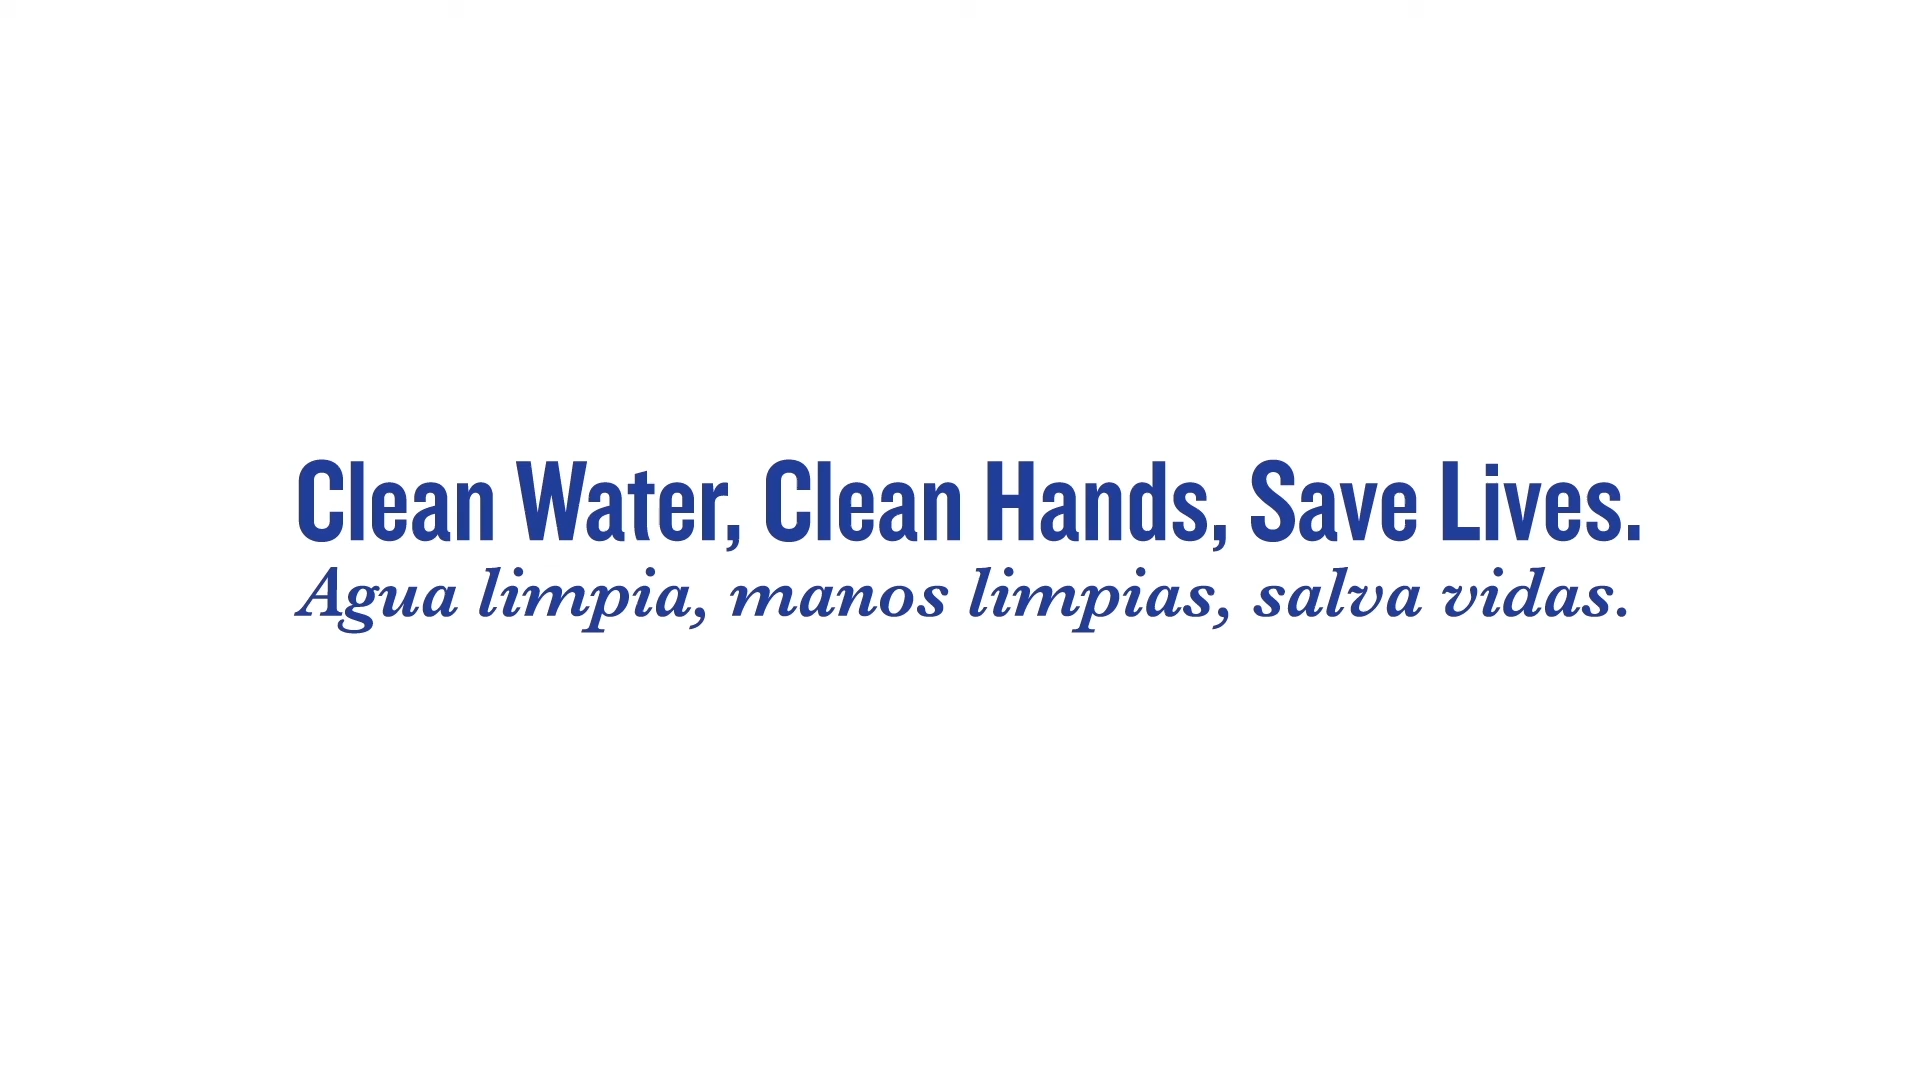 Clean Water, Clean Hands, Save Lives.
Agua limpia, manos limpias, salva vidas.